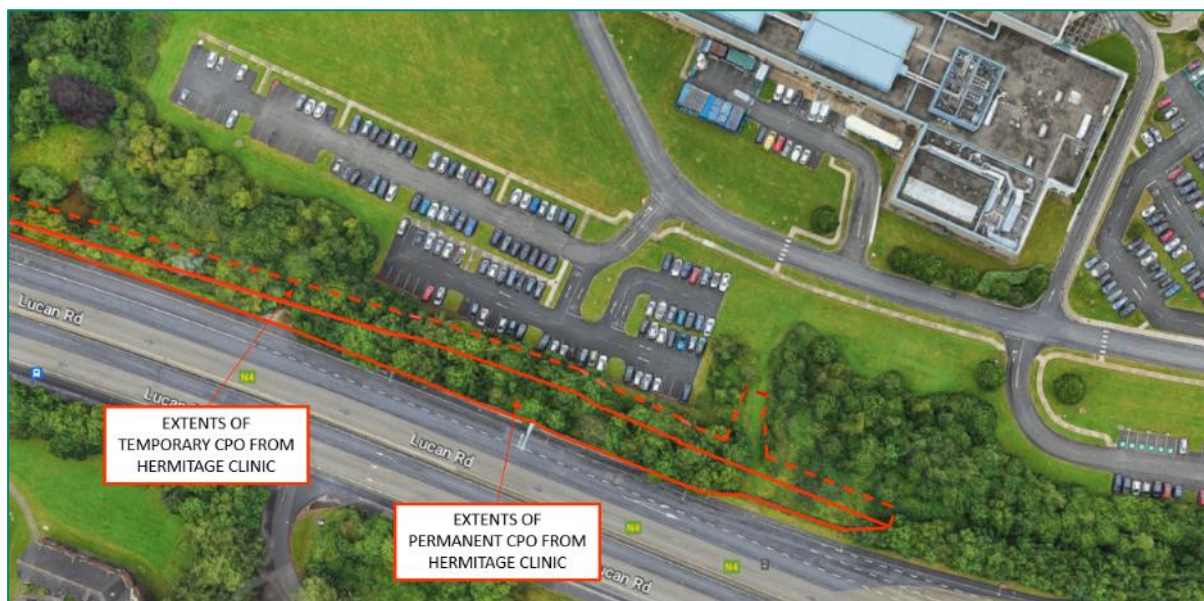 Lucan Rd
N4
EXTENTS OF
TEMPORARY CPO FROM
HERMITAGE CLINIC
Lucan Rd
EXTENTS OF
PERMANENT CPO FROM
HERMITAGE CLINIC
N4
N4
Lucan Rd